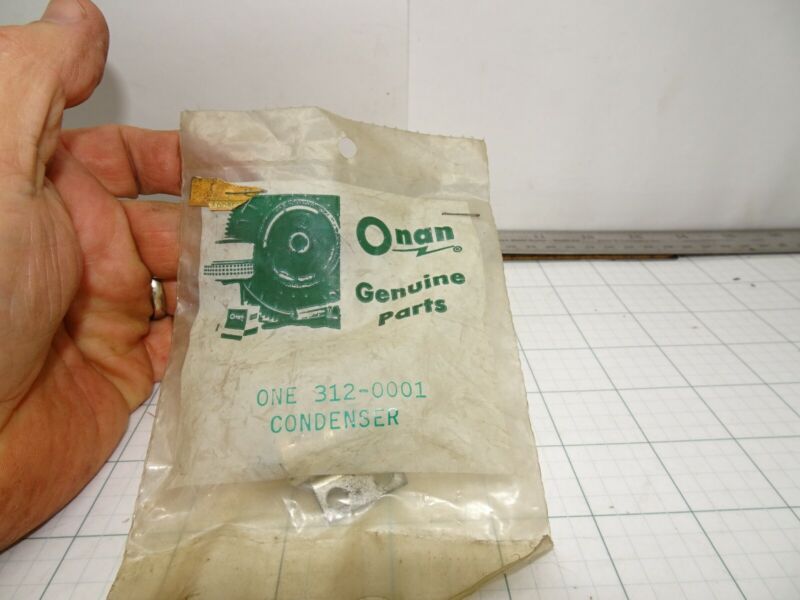 Onan®
Genuine
Parts
ONE 312-0001
CONDENSER